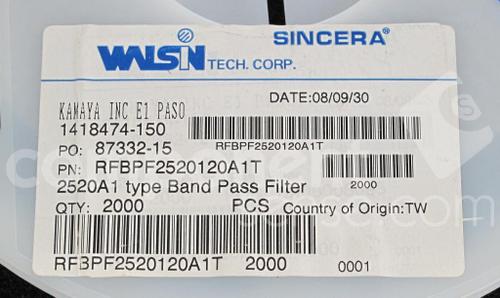 WALSIN TECH. CORP. SINCERA®
DATE:08/09/30
KAMAYA INC E1 PASO
1418474-150
RFBPF2520120A1T
PO: 87332-15
PN: RFBPF2520120A1T
2520A1 type Band Pass Filter
2000
QTY: 2000 PCS Country of Origin:TW
RFBPF2520120A1T 2000 0001